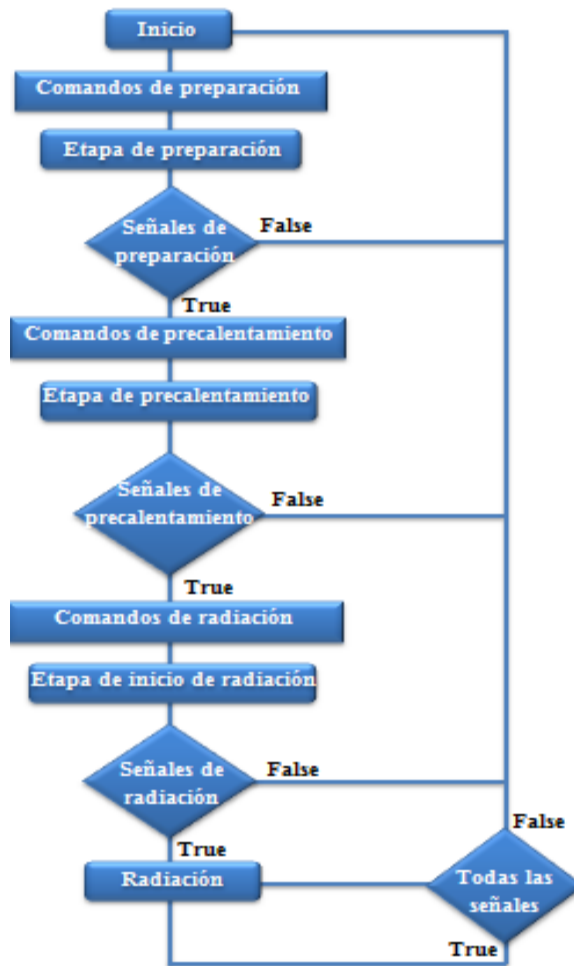 Inicio
Comandos de preparación
Etapa de preparación
Señales de
preparación
False
True
Comandos de precalentamiento
Etapa de precalentamiento
Señales de
precalentamiento
False
True
Comandos de radiación
Etapa de inicio de radiación
Señales de
radiación
False
True
Radiación
False
Todas las
señales
True